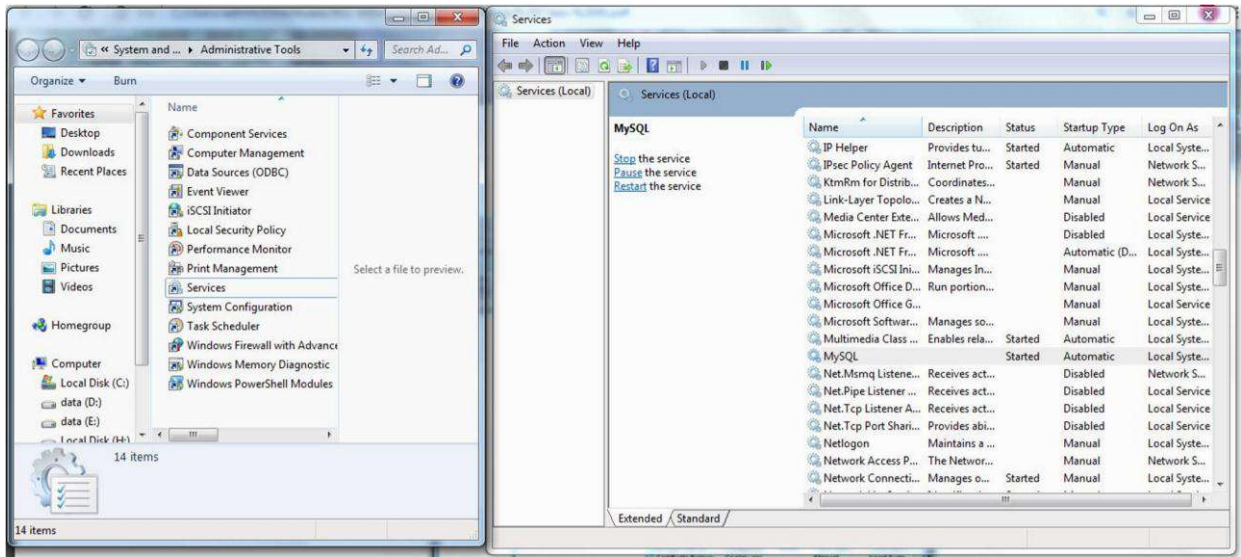 « System and ... ▸ Administrative Tools
Search Ad...
Organize ▾ Burn
Favorites
Desktop
Downloads
Recent Places
Libraries
Documents
Music
Pictures
Videos
Homegroup
Computer
Local Disk (C:)
data (D:)
data (E:)
Local Disk (H:)
Name
Component Services
Computer Management
Data Sources (ODBC)
Event Viewer
iSCSI Initiator
Local Security Policy
Performance Monitor
Print Management
Services
System Configuration
Task Scheduler
Windows Firewall with Advance
Windows Memory Diagnostic
Windows PowerShell Modules
Select a file to preview.
14 items
14 items
Services
File Action View Help
Services (Local)
Services (Local)
MySQL
Stop the service
Pause the service
Restart the service
Name Description Status Startup Type Log On As
IP Helper Provides tu... Started Automatic Local Syste...
IPsec Policy Agent Internet Pro... Started Manual Network S...
KtmRm for Distrib... Coordinates... Manual Network S...
Link-Layer Topolo... Creates a N... Manual Local Service
Media Center Exte... Allows Med... Disabled Local Service
Microsoft .NET Fr... Microsoft .... Disabled Local Syste...
Microsoft .NET Fr... Microsoft .... Automatic (D... Local Syste...
Microsoft iSCSI Ini... Manages In... Manual Local Syste...
Microsoft Office D... Run portion... Manual Local Syste...
Microsoft Office G... Manual Local Service
Microsoft Softwar... Manages so... Manual Local Syste...
Multimedia Class ... Enables rela... Started Automatic Local Syste...
MySQL Started Automatic Local Syste...
Net.Msmq Listene... Receives act... Disabled Network S...
Net.Pipe Listener ... Receives act... Disabled Local Service
Net.Tcp Listener A... Receives act... Disabled Local Service
Net.Tcp Port Shari... Provides abi... Disabled Local Service
Netlogon Maintains a ... Manual Local Syste...
Network Access P... The Networ... Manual Network S...
Network Connecti... Manages o... Started Manual Local Syste...
Extended Standard